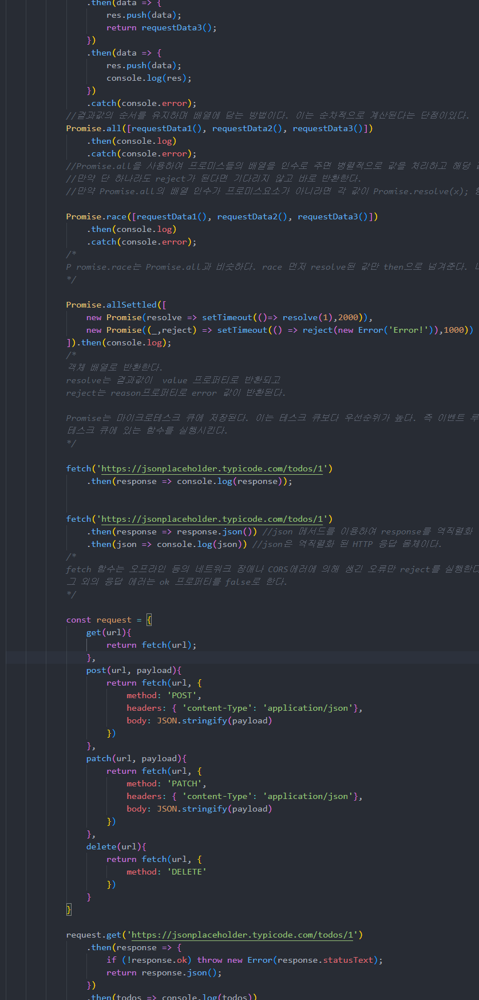 .then(data => {
res.push(data);
return requestData3();
})
.then(data => {
res.push(data);
console.log(res);
})
.catch(console.error);
//결과값의 순서를 유지하며 배열에 담는 방법이다. 이는 순차적으로 계산된다는 단점이있다.
Promise.all([requestData1(), requestData2(), requestData3()])
.then(console.log)
.catch(console.error);
//Promise.all을 사용하여 프로미스들의 배열을 인수로 주면 병렬적으로 값을 처리하고 해당
//만약 단 하나라도 reject가 된다면 기다리지 않고 바로 반환한다.
//만약 Promise.all의 배열 인수가 프로미스요소가 아니라면 각 값이 Promise.resolve(x);
Promise.race([requestData1(), requestData2(), requestData3()])
.then(console.log)
.catch(console.error);
/*
P romise.race는 Promise.all과 비슷하다. race 먼저 resolve된 값만 then으로 넘겨준다.
*/
Promise.allSettled([
new Promise(resolve => setTimeout(()=> resolve(1),2000)),
new Promise((_,reject) => setTimeout(() => reject(new Error('Error!')),1000))
]).then(console.log);
/*
객체 배열로 반환한다.
resolve는 결과값이  value 프로퍼티로 반환되고
reject는 reason프로퍼티로 error 값이 반환된다.
Promise는 마이크로테스크 큐에 저장된다. 이는 테스크 큐보다 우선순위가 높다. 즉 이벤트 루
테스크 큐에 있는 함수를 실행시킨다.
*/
fetch('https://jsonplaceholder.typicode.com/todos/1')
.then(response => console.log(response));
fetch('https://jsonplaceholder.typicode.com/todos/1')
.then(response => response.json()) //json 메서드를 이용하여 response를 역직렬화
.then(json => console.log(json)) //json은 역직렬화 된 HTTP 응답 몸체이다.
/*
fetch 함수는 오프라인 등의 네트워크 장애나 CORS에러에 의해 생긴 오류만 reject를 실행한다
그 외의 응답 에러는 ok 프로퍼티를 false로 한다.
*/
const request = {
get(url){
return fetch(url);
},
post(url, payload){
return fetch(url, {
method: 'POST',
headers: { 'content-Type': 'application/json'},
body: JSON.stringify(payload)
})
},
patch(url, payload){
return fetch(url, {
method: 'PATCH',
headers: { 'content-Type': 'application/json'},
body: JSON.stringify(payload)
})
},
delete(url){
return fetch(url, {
method: 'DELETE'
})
}
}
request.get('https://jsonplaceholder.typicode.com/todos/1')
.then(response => {
if (!response.ok) throw new Error(response.statusText);
return response.json();
})
.then(todos => console.log(todos))